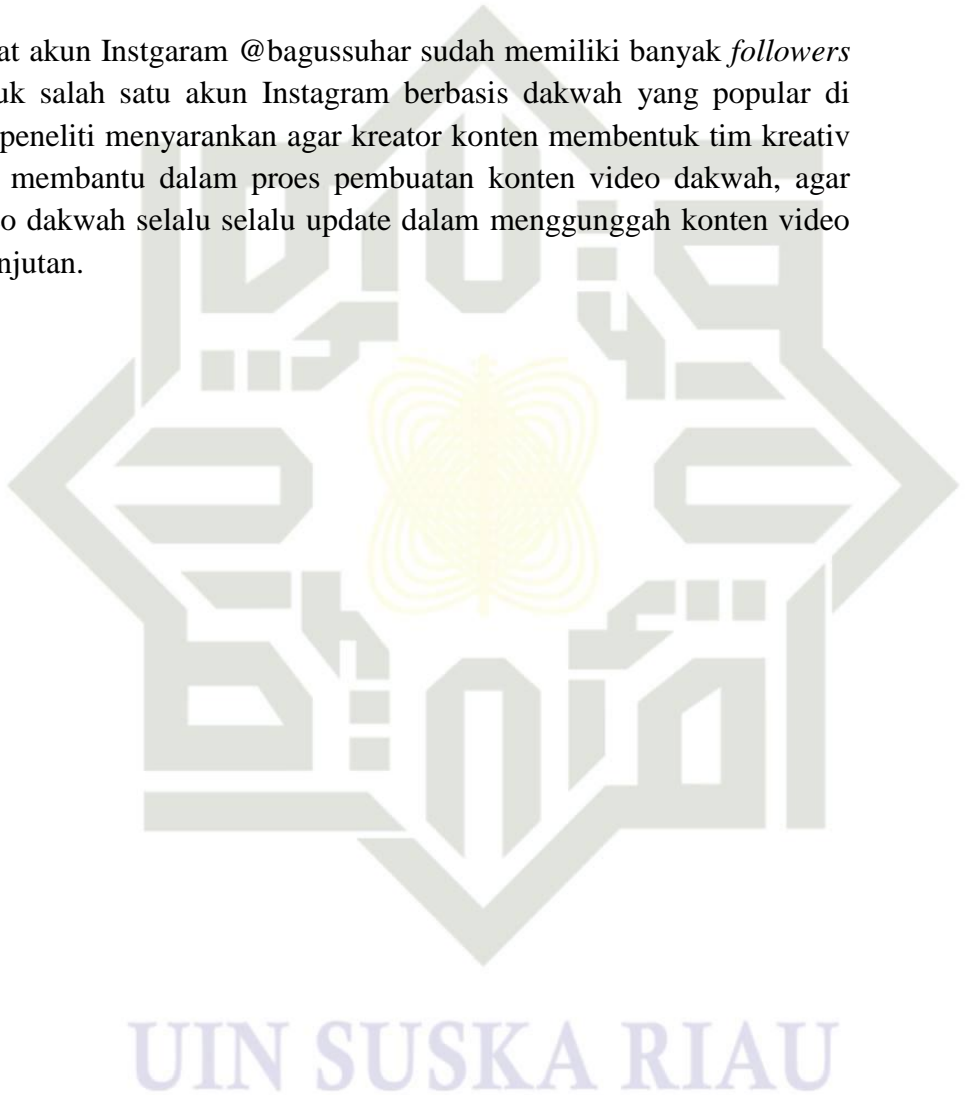 at akun Instgaram @bagussuhar sudah memiliki banyak followers
uk salah satu akun Instagram berbasis dakwah yang popular di
peneliti menyarankan agar kreator konten membentuk tim kreativ
membantu dalam proes pembuatan konten video dakwah, agar
o dakwah selalu selalu update dalam menggunggah konten video
njutan.
UIN SUSKA RIAU